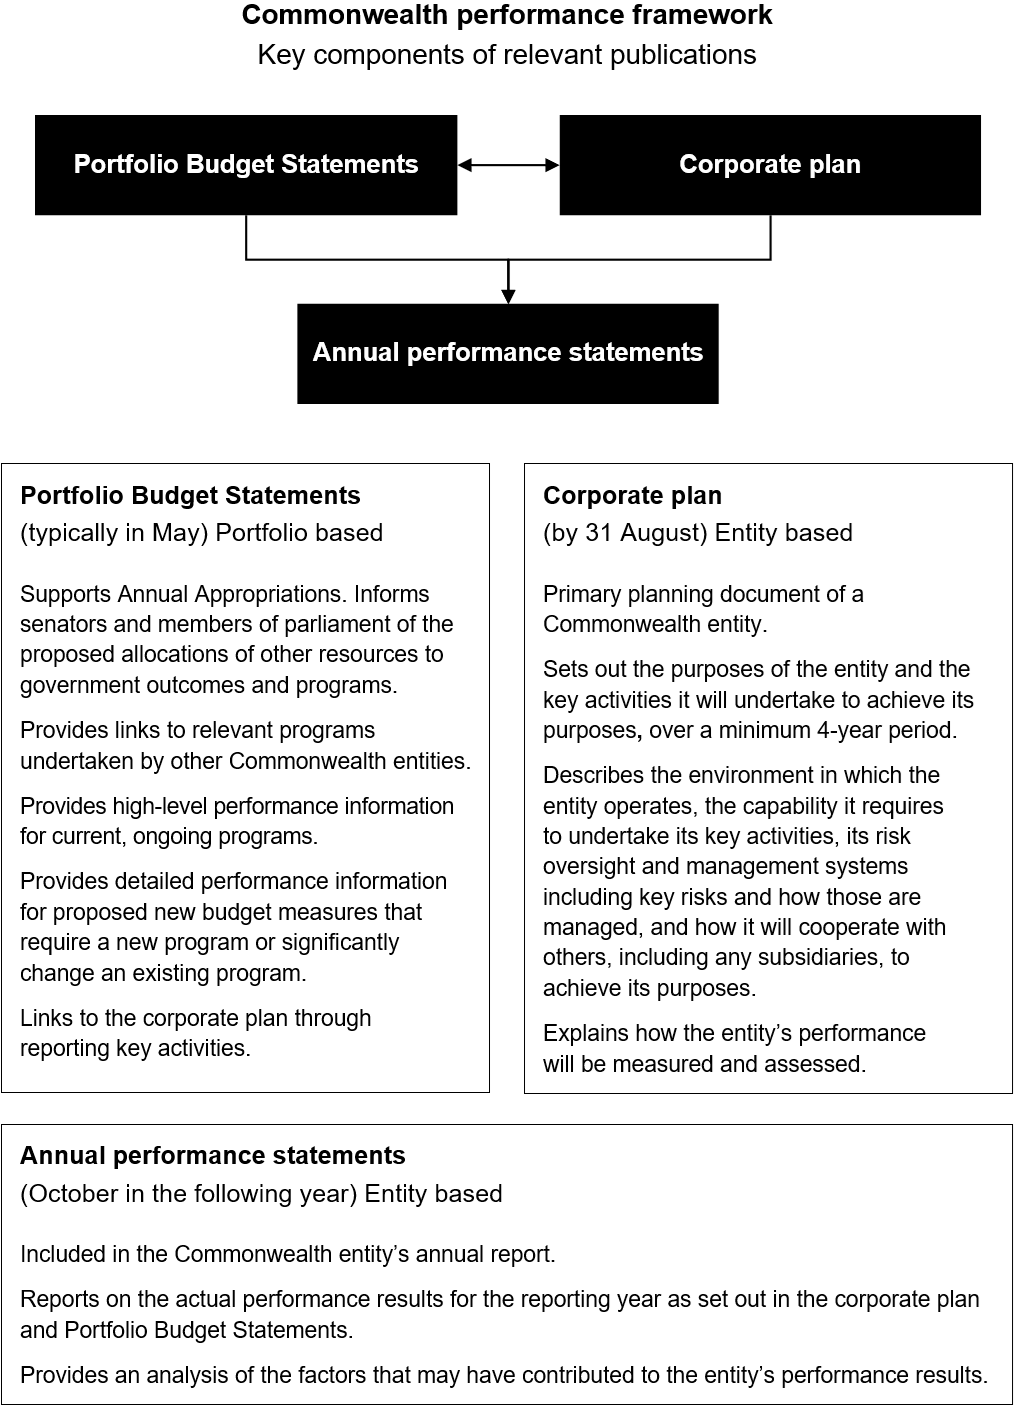 Commonwealth performance framework
Key components of relevant publications
Portfolio Budget Statements
Corporate plan
Annual performance statements
Portfolio Budget Statements
(typically in May) Portfolio based
Supports Annual Appropriations. Informs
senators and members of parliament of the
proposed allocations of other resources to
government outcomes and programs.
Provides links to relevant programs
undertaken by other Commonwealth entities.
Provides high-level performance information
for current, ongoing programs.
Provides detailed performance information
for proposed new budget measures that
require a new program or significantly
change an existing program.
Links to the corporate plan through
reporting key activities.
Corporate plan
(by 31 August) Entity based
Primary planning document of a
Commonwealth entity.
Sets out the purposes of the entity and the
key activities it will undertake to achieve its
purposes, over a minimum 4-year period.
Describes the environment in which the
entity operates, the capability it requires
to undertake its key activities, its risk
oversight and management systems
including key risks and how those are
managed, and how it will cooperate with
others, including any subsidiaries, to
achieve its purposes.
Explains how the entity’s performance
will be measured and assessed.
Annual performance statements
(October in the following year) Entity based
Included in the Commonwealth entity’s annual report.
Reports on the actual performance results for the reporting year as set out in the corporate plan
and Portfolio Budget Statements.
Provides an analysis of the factors that may have contributed to the entity’s performance results.